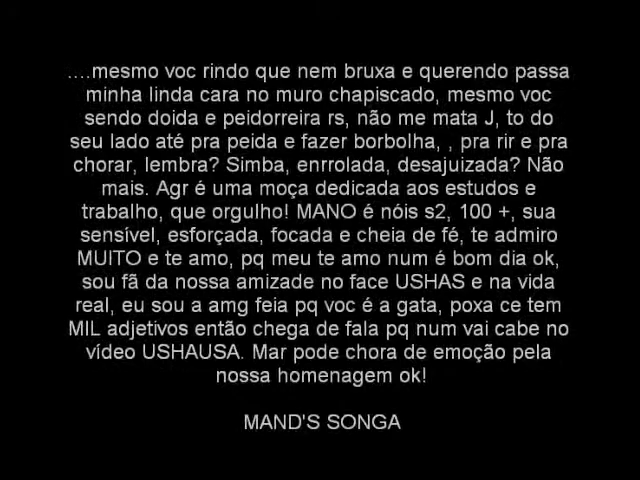 ....mesmo voc rindo que nem bruxa e querendo passa
minha linda cara no muro chapiscado, mesmo voc
sendo doida e peidorreira rs, não me mata J, to do
seu lado até pra peida e fazer borbolha, , pra rir e pra
chorar, lembra? Simba, enrrolada, desajuizada? Não
mais. Agr é uma moça dedicada aos estudos e
trabalho, que orgulho! MANO é nóis s2, 100 +, sua
sensível, esforçada, focada e cheia de fé, te admiro
MUITO e te amo, pq meu te amo num é bom dia ok,
sou fã da nossa amizade no face USHAS e na vida
real, eu sou a amg feia pq voc é a gata, poxa ce tem
MIL adjetivos então chega de fala pq num vai cabe no
vídeo USHAUSA. Mar pode chora de emoção pela
nossa homenagem ok!
MAND'S SONGA